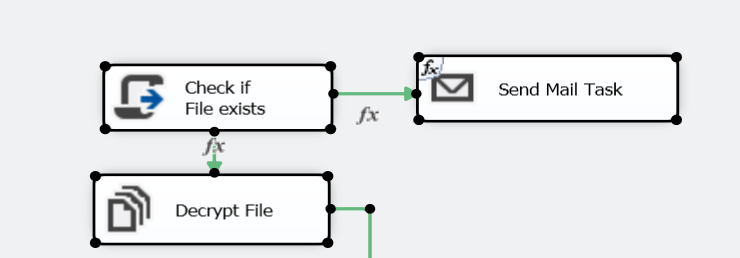 Check if
File exists
fx
Send Mail Task
fx
fx
Decrypt File